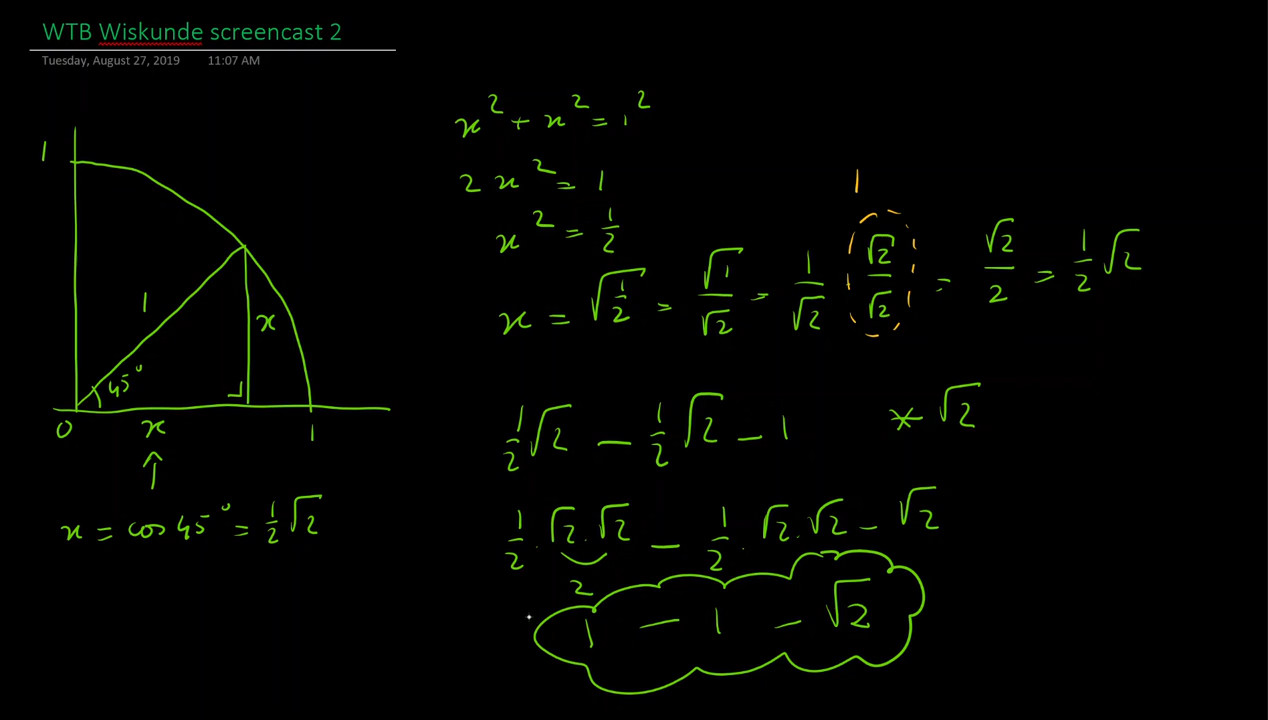 WTB Wiskunde screencast 2
Tuesday, August 27, 2019 11:07 AM
1
1
x
45°
0 x 1
↑
x = cos 45° = ½√2
x² + x² = 1²
2x² = 1
x² = ½
1
x = √½ = √1/√2 = 1/√2 √2/√2 = √2/2 = ½√2
½√2 – ½√2 – 1 * √2
½ · √2 · √2 – ½ · √2 · √2 – √2
2
1 – 1 – √2